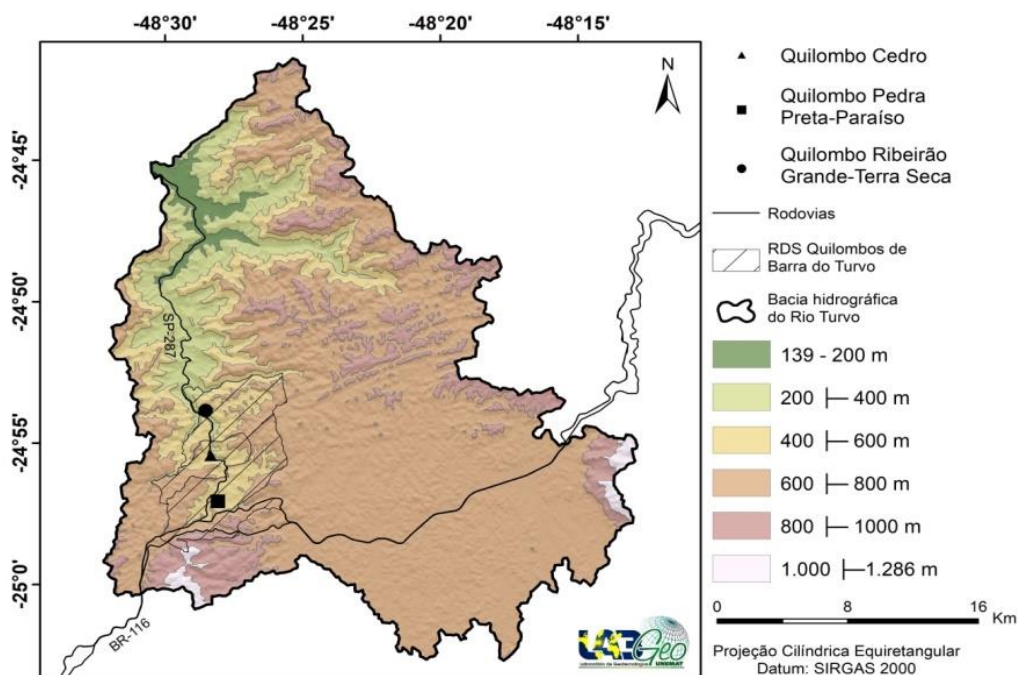 -48°30'
-48°25'
-48°20'
-48°15'
-24°45'
-24°50'
-24°55'
-25°0'
N
SP-287
BR-116
Quilombo Cedro
Quilombo Pedra
Preta-Paraíso
Quilombo Ribeirão
Grande-Terra Seca
Rodovias
RDS Quilombos de
Barra do Turvo
Bacia hidrográfica
do Rio Turvo
139 - 200 m
200 ├─ 400 m
400 ├─ 600 m
600 ├─ 800 m
800 ├─ 1000 m
1.000 ├─1.286 m
0 8 16
Km
Projeção Cilíndrica Equiretangular
Datum: SIRGAS 2000
Geo
UNEMAT